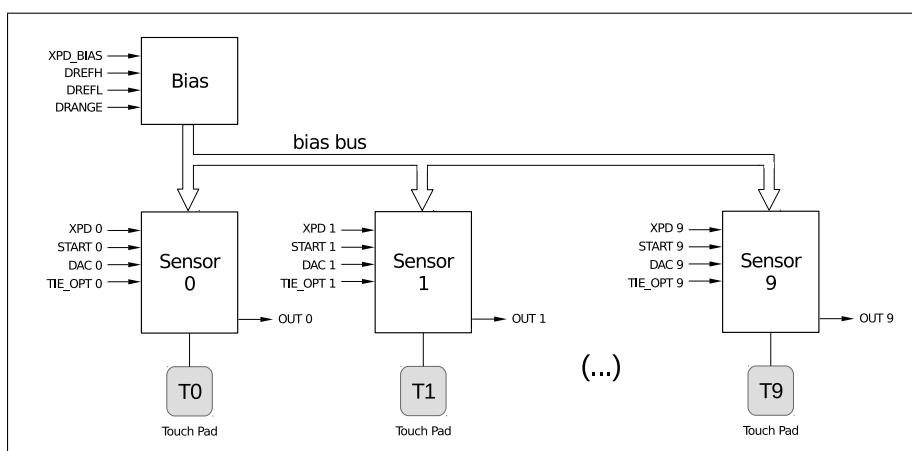 XPD_BIAS
DREFH
DREFL
DRANGE
Bias
bias bus
XPD 0
START 0
DAC 0
TIE_OPT 0
Sensor
0
OUT 0
T0
Touch Pad
XPD 1
START 1
DAC 1
TIE_OPT 1
Sensor
1
OUT 1
T1
Touch Pad
(...)
XPD 9
START 9
DAC 9
TIE_OPT 9
Sensor
9
OUT 9
T9
Touch Pad